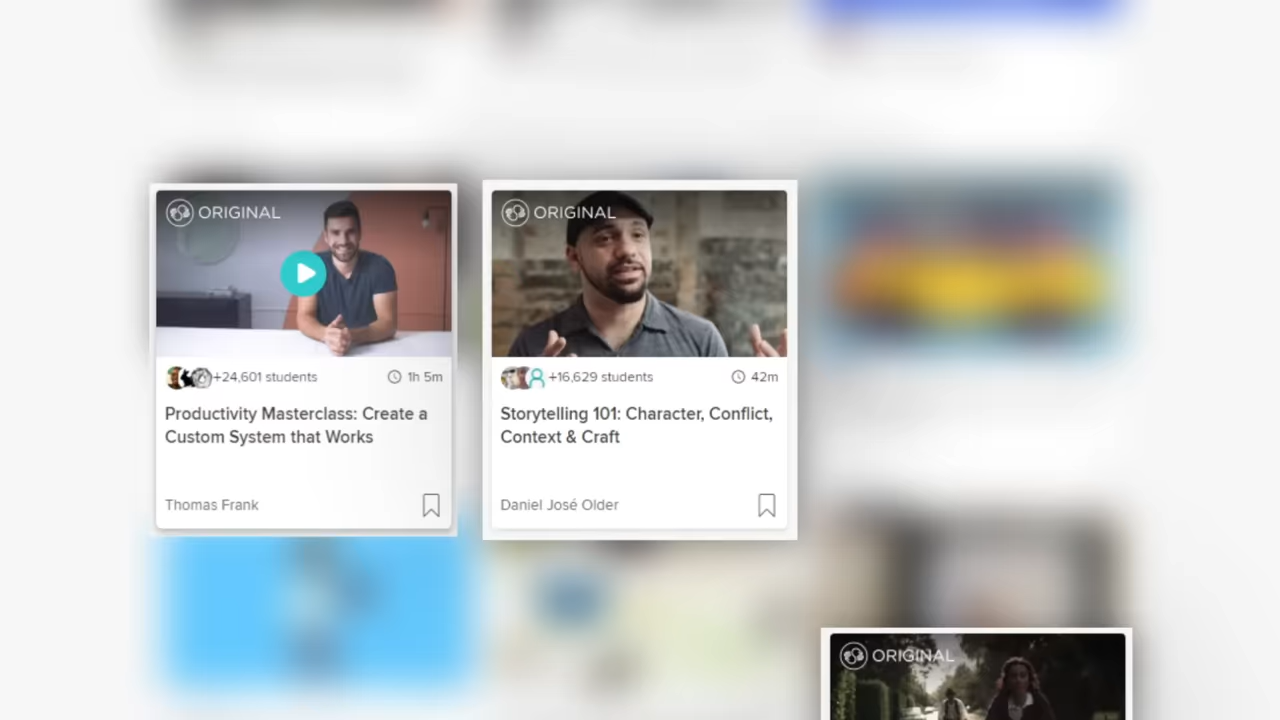 ORIGINAL
+24,601 students
1h 5m
Productivity Masterclass: Create a
Custom System that Works
Thomas Frank
ORIGINAL
+16,629 students
42m
Storytelling 101: Character, Conflict,
Context & Craft
Daniel José Older
ORIGINAL